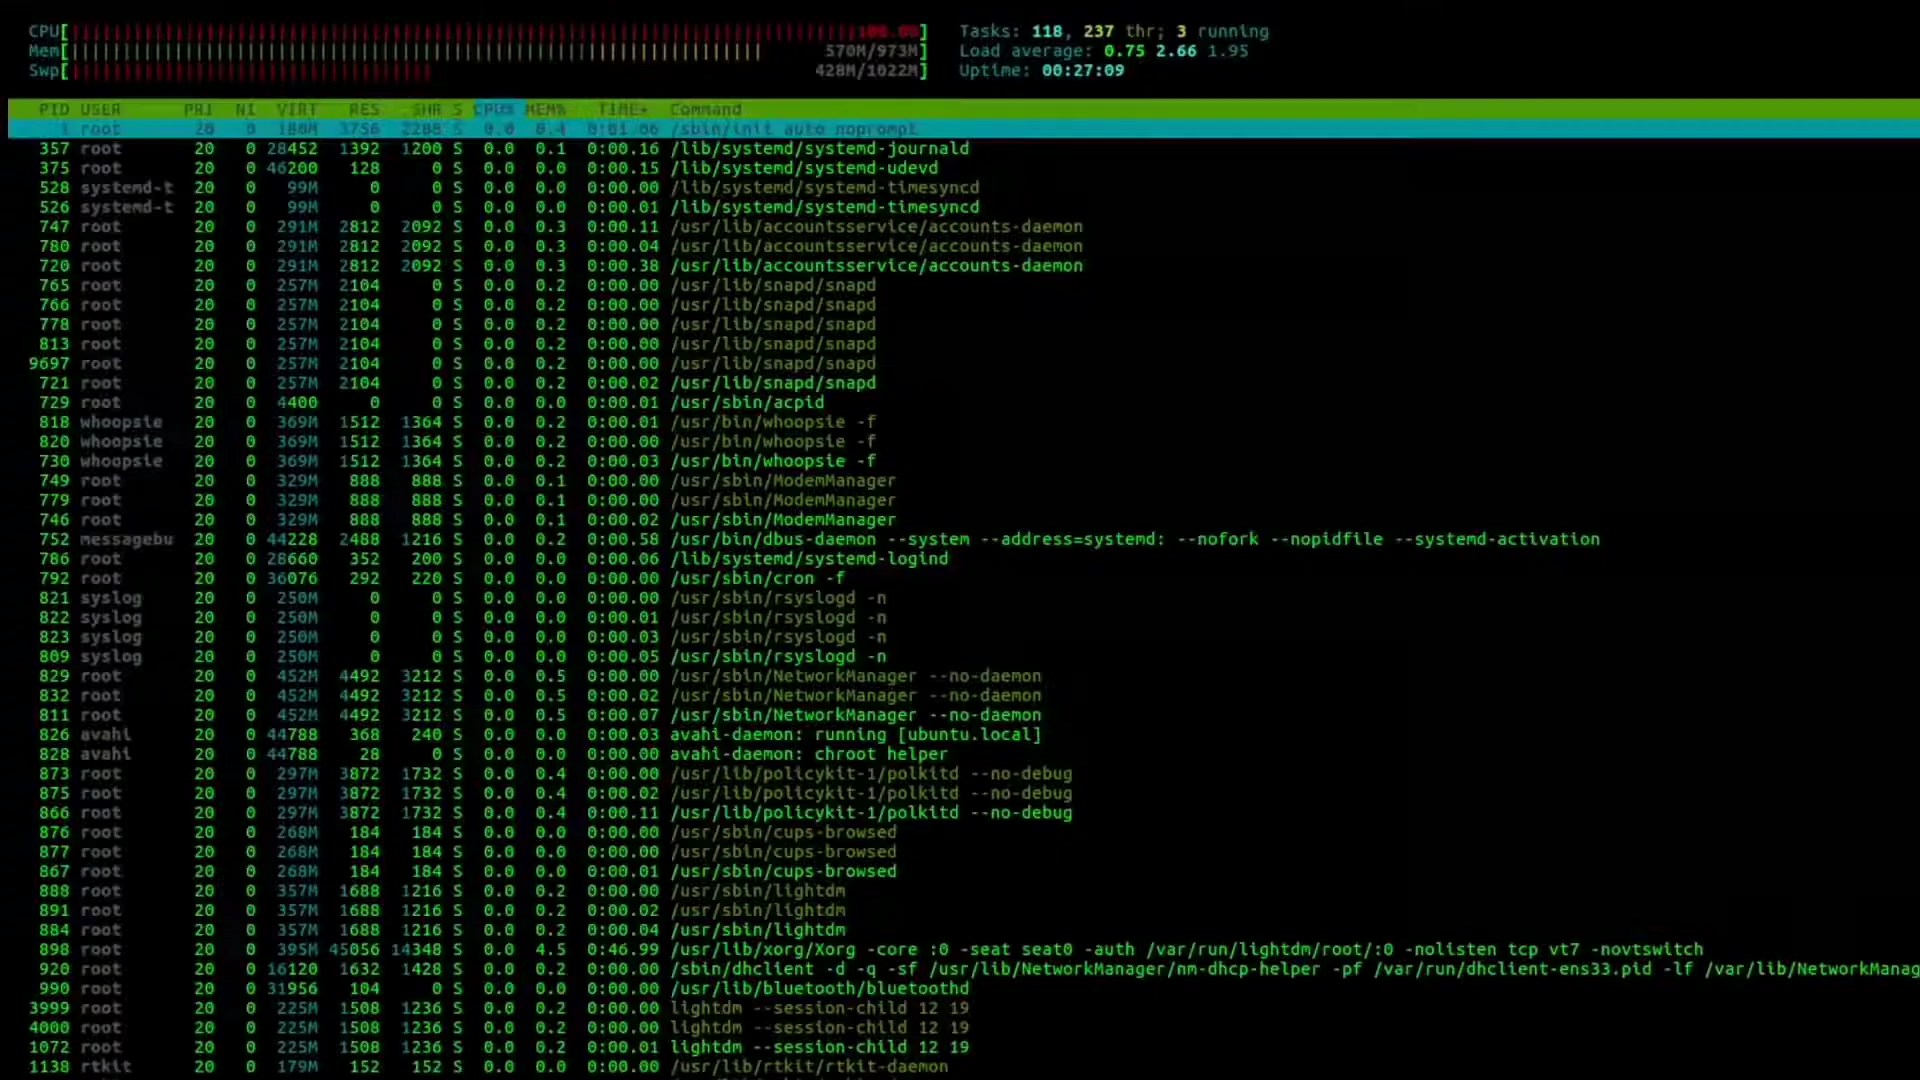 CPU[||||||||||||||||||||||||||||||||||||||||||||||||||||||||||||||||||||||||||||100.0%] Tasks: 118, 237 thr; 3 running
Mem[|||||||||||||||||||||||||||||||||||||||||||||||||||||||||||||||||||| 570M/973M] Load average: 0.75 2.66 1.95
Swp[||||||||||||||||||||||||||||||||||| 428M/1022M] Uptime: 00:27:09
PID USER PRI NI VIRT RES SHR S CPU% MEM% TIME+ Command
1 root 20 0 180M 3756 2288 S 0.0 0.4 0:01.06 /sbin/init auto noprompt
357 root 20 0 28452 1392 1200 S 0.0 0.1 0:00.16 /lib/systemd/systemd-journald
375 root 20 0 46200 128 0 S 0.0 0.0 0:00.15 /lib/systemd/systemd-udevd
528 systemd-t 20 0 99M 0 0 S 0.0 0.0 0:00.00 /lib/systemd/systemd-timesyncd
526 systemd-t 20 0 99M 0 0 S 0.0 0.0 0:00.01 /lib/systemd/systemd-timesyncd
747 root 20 0 291M 2812 2092 S 0.0 0.3 0:00.11 /usr/lib/accountsservice/accounts-daemon
780 root 20 0 291M 2812 2092 S 0.0 0.3 0:00.04 /usr/lib/accountsservice/accounts-daemon
720 root 20 0 291M 2812 2092 S 0.0 0.3 0:00.38 /usr/lib/accountsservice/accounts-daemon
765 root 20 0 257M 2104 0 S 0.0 0.2 0:00.00 /usr/lib/snapd/snapd
766 root 20 0 257M 2104 0 S 0.0 0.2 0:00.00 /usr/lib/snapd/snapd
778 root 20 0 257M 2104 0 S 0.0 0.2 0:00.00 /usr/lib/snapd/snapd
813 root 20 0 257M 2104 0 S 0.0 0.2 0:00.00 /usr/lib/snapd/snapd
9697 root 20 0 257M 2104 0 S 0.0 0.2 0:00.00 /usr/lib/snapd/snapd
721 root 20 0 257M 2104 0 S 0.0 0.2 0:00.02 /usr/lib/snapd/snapd
729 root 20 0 4400 0 0 S 0.0 0.0 0:00.01 /usr/sbin/acpid
818 whoopsie 20 0 369M 1512 1364 S 0.0 0.2 0:00.01 /usr/bin/whoopsie -f
820 whoopsie 20 0 369M 1512 1364 S 0.0 0.2 0:00.00 /usr/bin/whoopsie -f
730 whoopsie 20 0 369M 1512 1364 S 0.0 0.2 0:00.03 /usr/bin/whoopsie -f
749 root 20 0 329M 888 888 S 0.0 0.1 0:00.00 /usr/sbin/ModemManager
779 root 20 0 329M 888 888 S 0.0 0.1 0:00.00 /usr/sbin/ModemManager
746 root 20 0 329M 888 888 S 0.0 0.1 0:00.02 /usr/sbin/ModemManager
752 messagebu 20 0 44228 2488 1216 S 0.0 0.2 0:00.58 /usr/bin/dbus-daemon --system --address=systemd: --nofork --nopidfile --systemd-activation
786 root 20 0 28660 352 200 S 0.0 0.0 0:00.06 /lib/systemd/systemd-logind
792 root 20 0 36076 292 220 S 0.0 0.0 0:00.00 /usr/sbin/cron -f
821 syslog 20 0 250M 0 0 S 0.0 0.0 0:00.00 /usr/sbin/rsyslogd -n
822 syslog 20 0 250M 0 0 S 0.0 0.0 0:00.01 /usr/sbin/rsyslogd -n
823 syslog 20 0 250M 0 0 S 0.0 0.0 0:00.03 /usr/sbin/rsyslogd -n
809 syslog 20 0 250M 0 0 S 0.0 0.0 0:00.05 /usr/sbin/rsyslogd -n
829 root 20 0 452M 4492 3212 S 0.0 0.5 0:00.00 /usr/sbin/NetworkManager --no-daemon
832 root 20 0 452M 4492 3212 S 0.0 0.5 0:00.02 /usr/sbin/NetworkManager --no-daemon
811 root 20 0 452M 4492 3212 S 0.0 0.5 0:00.07 /usr/sbin/NetworkManager --no-daemon
826 avahi 20 0 44788 368 240 S 0.0 0.0 0:00.03 avahi-daemon: running [ubuntu.local]
828 avahi 20 0 44788 28 0 S 0.0 0.0 0:00.00 avahi-daemon: chroot helper
873 root 20 0 297M 3872 1732 S 0.0 0.4 0:00.00 /usr/lib/policykit-1/polkitd --no-debug
875 root 20 0 297M 3872 1732 S 0.0 0.4 0:00.02 /usr/lib/policykit-1/polkitd --no-debug
866 root 20 0 297M 3872 1732 S 0.0 0.4 0:00.11 /usr/lib/policykit-1/polkitd --no-debug
876 root 20 0 268M 184 184 S 0.0 0.0 0:00.00 /usr/sbin/cups-browsed
877 root 20 0 268M 184 184 S 0.0 0.0 0:00.00 /usr/sbin/cups-browsed
867 root 20 0 268M 184 184 S 0.0 0.0 0:00.01 /usr/sbin/cups-browsed
888 root 20 0 357M 1688 1216 S 0.0 0.2 0:00.00 /usr/sbin/lightdm
891 root 20 0 357M 1688 1216 S 0.0 0.2 0:00.02 /usr/sbin/lightdm
884 root 20 0 357M 1688 1216 S 0.0 0.2 0:00.04 /usr/sbin/lightdm
898 root 20 0 395M 45056 14348 S 0.0 4.5 0:46.99 /usr/lib/xorg/Xorg -core :0 -seat seat0 -auth /var/run/lightdm/root/:0 -nolisten tcp vt7 -novtswitch
920 root 20 0 16120 1632 1428 S 0.0 0.2 0:00.00 /sbin/dhclient -d -q -sf /usr/lib/NetworkManager/nm-dhcp-helper -pf /var/run/dhclient-ens33.pid -lf /var/lib/NetworkManag
990 root 20 0 31956 104 0 S 0.0 0.0 0:00.00 /usr/lib/bluetooth/bluetoothd
3999 root 20 0 225M 1508 1236 S 0.0 0.2 0:00.00 lightdm --session-child 12 19
4000 root 20 0 225M 1508 1236 S 0.0 0.2 0:00.00 lightdm --session-child 12 19
1072 root 20 0 225M 1508 1236 S 0.0 0.2 0:00.01 lightdm --session-child 12 19
1138 rtkit 20 0 179M 152 152 S 0.0 0.0 0:00.00 /usr/lib/rtkit/rtkit-daemon